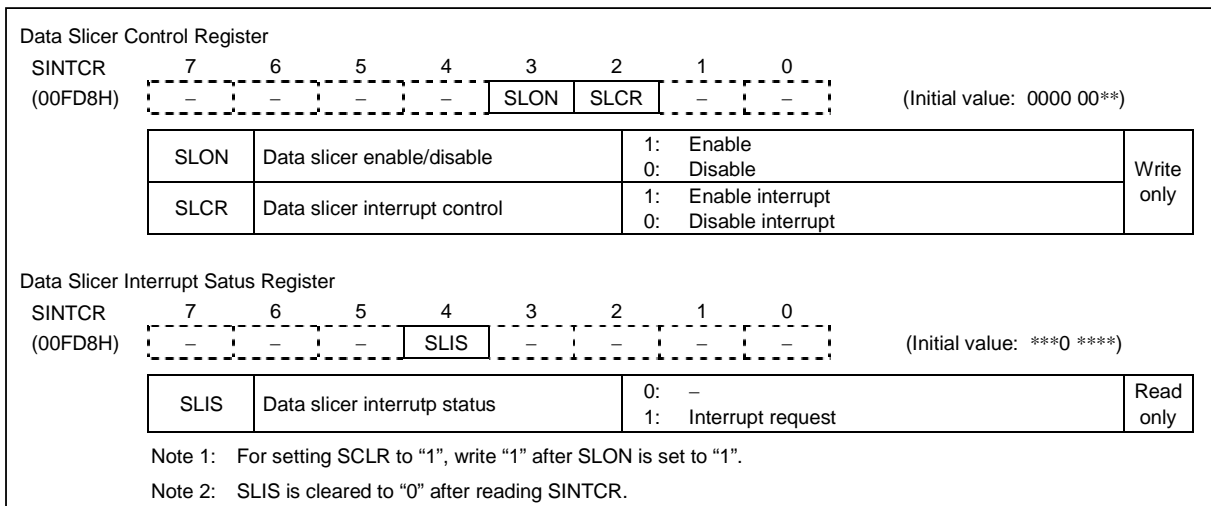 Data Slicer Control Register
SINTCR 7 6 5 4 3 2 1 0
(00FD8H) – – – – SLON SLCR – – (Initial value: 0000 00**)
SLON Data slicer enable/disable 1: Enable
0: Disable
Write only
SLCR Data slicer interrupt control 1: Enable interrupt
0: Disable interrupt
Data Slicer Interrupt Satus Register
SINTCR 7 6 5 4 3 2 1 0
(00FD8H) – – – SLIS – – – – (Initial value: ***0 ****)
SLIS Data slicer interrutp status 0: –
1: Interrupt request
Read only
Note 1: For setting SCLR to “1”, write “1” after SLON is set to “1”.
Note 2: SLIS is cleared to “0” after reading SINTCR.